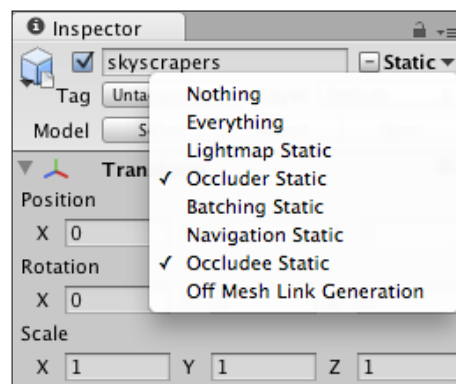 Inspector
skyscrapers Static
Nothing
Tag Unta
Everything
Model S
Lightmap Static
Tran Occluder Static
Position Batching Static
X 0 Navigation Static
Rotation Occludee Static
X 0 Off Mesh Link Generation
Scale
X 1 Y 1 Z 1